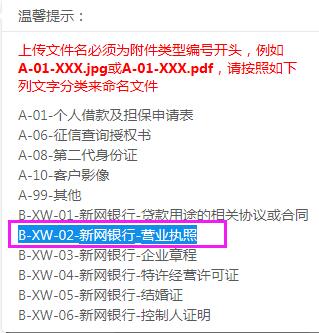 温馨提示：
上传文件名必须为附件类型编号开头，例如
A-01-XXX.jpg或A-01-XXX.pdf，请按照如下
列文字分类来命名文件
A-01-个人借款及担保申请表
A-06-征信查询授权书
A-08-第二代身份证
A-10-客户影像
A-99-其他
B-XW-01-新网银行-贷款用途的相关协议或合同
B-XW-02-新网银行-营业执照
B-XW-03-新网银行-企业章程
B-XW-04-新网银行-特许经营许可证
B-XW-05-新网银行-结婚证
B-XW-06-新网银行-控制人证明